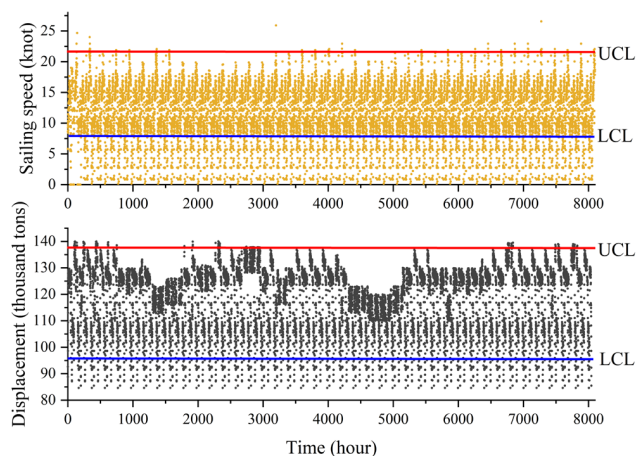 Sailing speed (knot)
25
20
15
10
5
0
UCL
LCL
0 1000 2000 3000 4000 5000 6000 7000 8000
Displacement (thousand tons)
140
130
120
110
100
90
80
UCL
LCL
0 1000 2000 3000 4000 5000 6000 7000 8000
Time (hour)